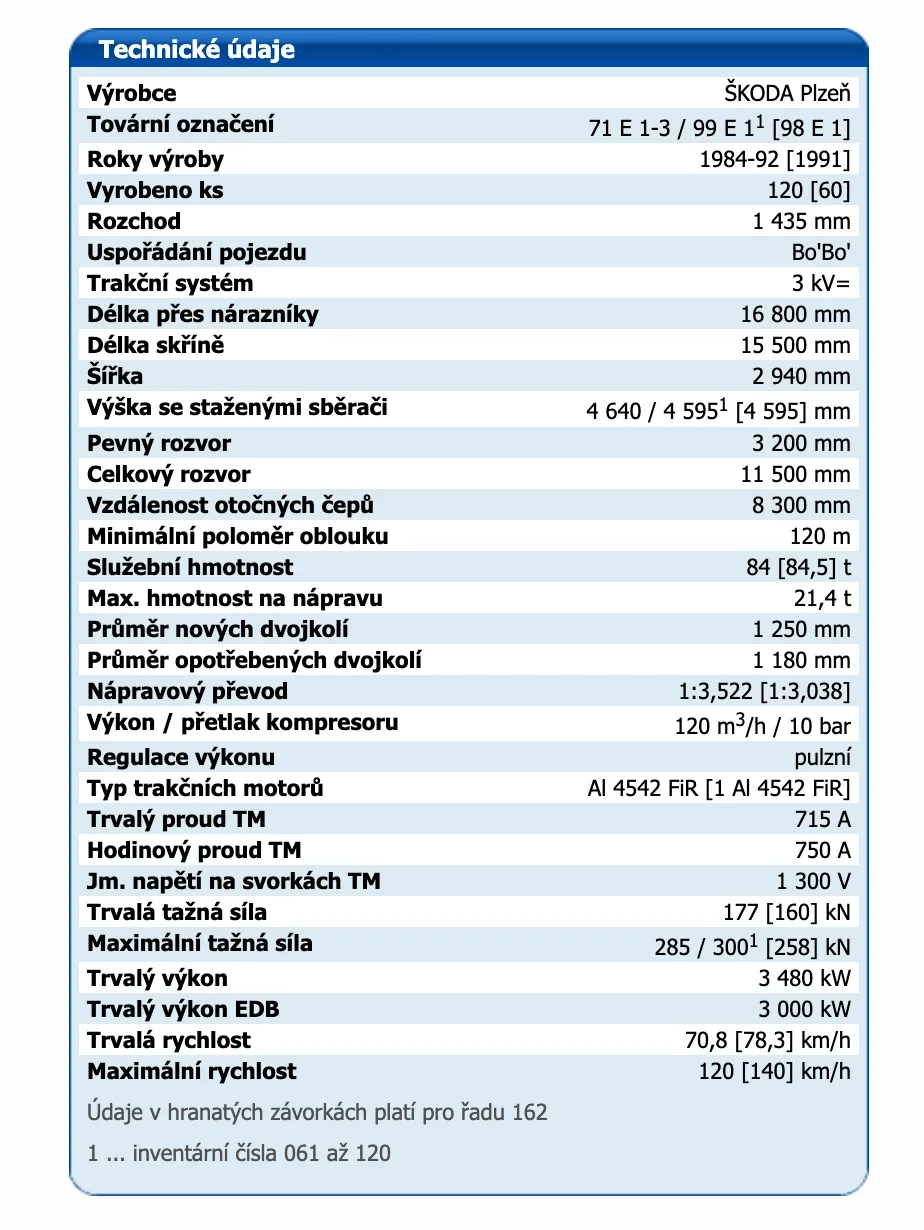 Technické údaje
Výrobce ŠKODA Plzeň
Tovární označení 71 E 1-3 / 99 E 1¹ [98 E 1]
Roky výroby 1984-92 [1991]
Vyrobeno ks 120 [60]
Rozchod 1 435 mm
Uspořádání pojezdu Bo'Bo'
Trakční systém 3 kV=
Délka přes nárazníky 16 800 mm
Délka skříně 15 500 mm
Šířka 2 940 mm
Výška se staženými sběrači 4 640 / 4 595¹ [4 595] mm
Pevný rozvor 3 200 mm
Celkový rozvor 11 500 mm
Vzdálenost otočných čepů 8 300 mm
Minimální poloměr oblouku 120 m
Služební hmotnost 84 [84,5] t
Max. hmotnost na nápravu 21,4 t
Průměr nových dvojkolí 1 250 mm
Průměr opotřebených dvojkolí 1 180 mm
Nápravový převod 1:3,522 [1:3,038]
Výkon / přetlak kompresoru 120 m³/h / 10 bar
Regulace výkonu pulzní
Typ trakčních motorů Al 4542 FiR [1 Al 4542 FiR]
Trvalý proud TM 715 A
Hodinový proud TM 750 A
Jm. napětí na svorkách TM 1 300 V
Trvalá tažná síla 177 [160] kN
Maximální tažná síla 285 / 300¹ [258] kN
Trvalý výkon 3 480 kW
Trvalý výkon EDB 3 000 kW
Trvalá rychlost 70,8 [78,3] km/h
Maximální rychlost 120 [140] km/h
Údaje v hranatých závorkách platí pro řadu 162
1 ... inventární čísla 061 až 120